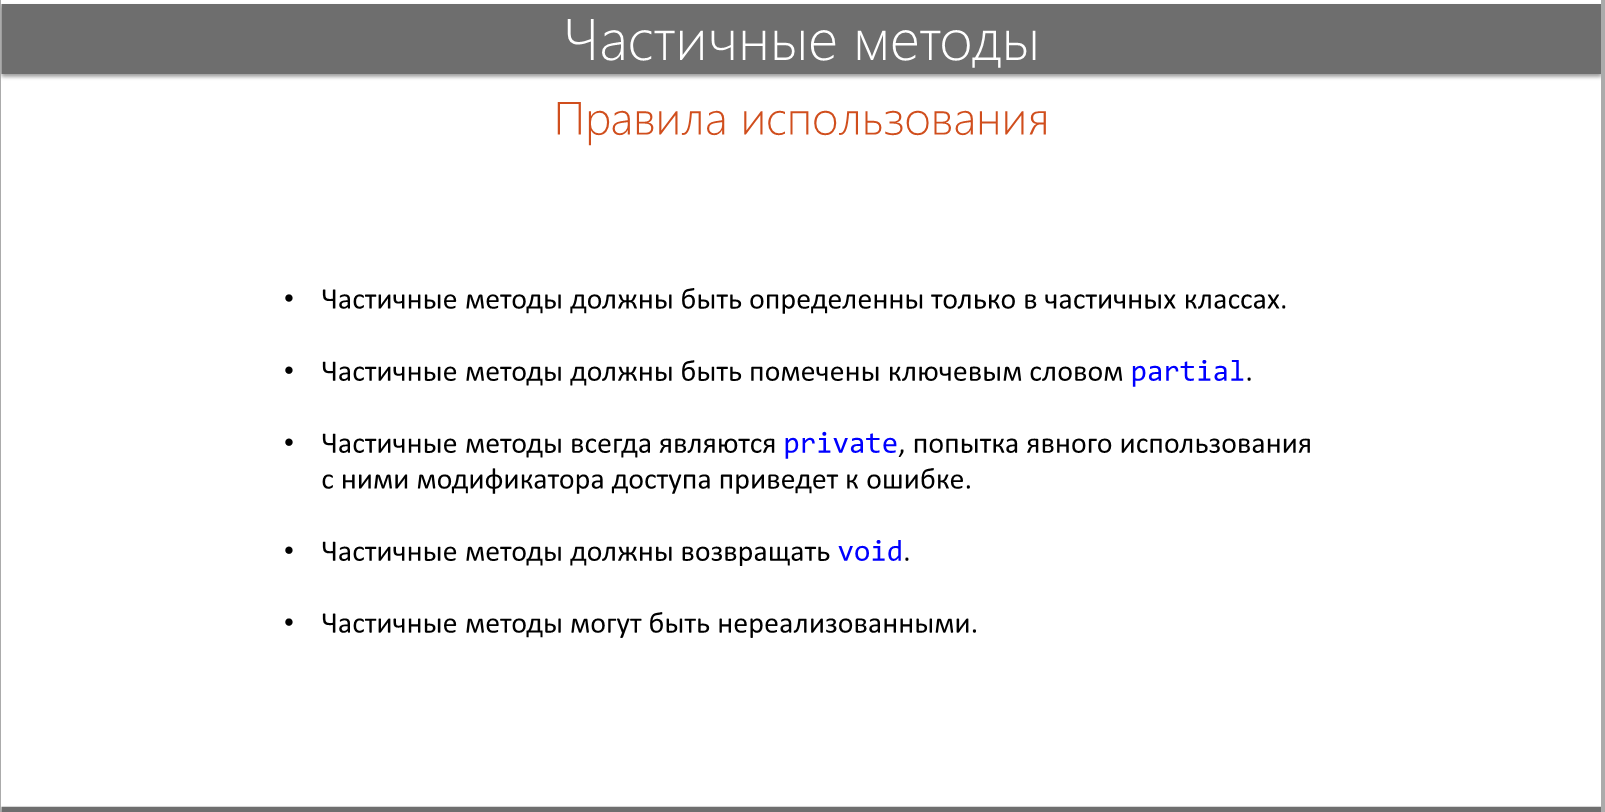 Частичные методы
Правила использования
• Частичные методы должны быть определенны только в частичных классах.
• Частичные методы должны быть помечены ключевым словом partial.
• Частичные методы всегда являются private, попытка явного использования
с ними модификатора доступа приведет к ошибке.
• Частичные методы должны возвращать void.
• Частичные методы могут быть нереализованными.